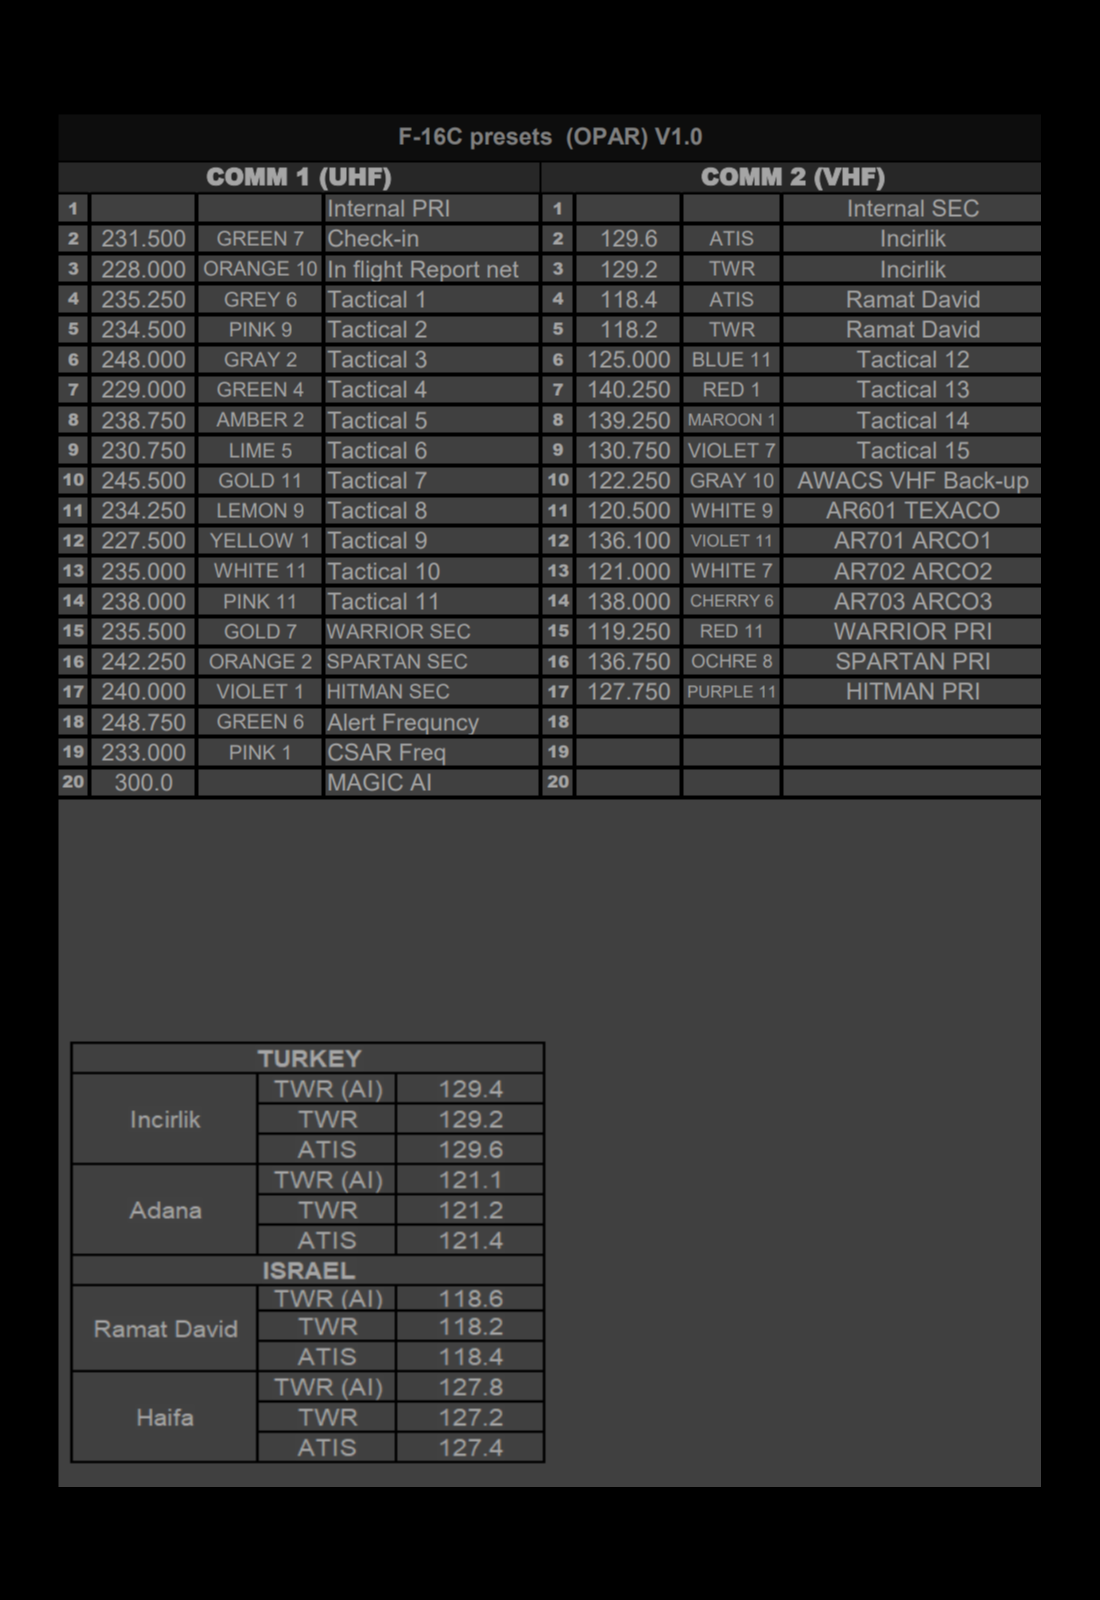 F-16C presets (OPAR) V1.0
COMM 1 (UHF) COMM 2 (VHF)
1 Internal PRI 1 Internal SEC
2 231.500 GREEN 7 Check-in 2 129.6 ATIS Incirlik
3 228.000 ORANGE 10 In flight Report net 3 129.2 TWR Incirlik
4 235.250 GREY 6 Tactical 1 4 118.4 ATIS Ramat David
5 234.500 PINK 9 Tactical 2 5 118.2 TWR Ramat David
6 248.000 GRAY 2 Tactical 3 6 125.000 BLUE 11 Tactical 12
7 229.000 GREEN 4 Tactical 4 7 140.250 RED 1 Tactical 13
8 238.750 AMBER 2 Tactical 5 8 139.250 MAROON 1 Tactical 14
9 230.750 LIME 5 Tactical 6 9 130.750 VIOLET 7 Tactical 15
10 245.500 GOLD 11 Tactical 7 10 122.250 GRAY 10 AWACS VHF Back-up
11 234.250 LEMON 9 Tactical 8 11 120.500 WHITE 9 AR601 TEXACO
12 227.500 YELLOW 1 Tactical 9 12 136.100 VIOLET 11 AR701 ARCO1
13 235.000 WHITE 11 Tactical 10 13 121.000 WHITE 7 AR702 ARCO2
14 238.000 PINK 11 Tactical 11 14 138.000 CHERRY 6 AR703 ARCO3
15 235.500 GOLD 7 WARRIOR SEC 15 119.250 RED 11 WARRIOR PRI
16 242.250 ORANGE 2 SPARTAN SEC 16 136.750 OCHRE 8 SPARTAN PRI
17 240.000 VIOLET 1 HITMAN SEC 17 127.750 PURPLE 11 HITMAN PRI
18 248.750 GREEN 6 Alert Frequncy 18
19 233.000 PINK 1 CSAR Freq 19
20 300.0 MAGIC AI 20
TURKEY
Incirlik TWR (AI) 129.4
TWR 129.2
ATIS 129.6
Adana TWR (AI) 121.1
TWR 121.2
ATIS 121.4
ISRAEL
Ramat David TWR (AI) 118.6
TWR 118.2
ATIS 118.4
Haifa TWR (AI) 127.8
TWR 127.2
ATIS 127.4